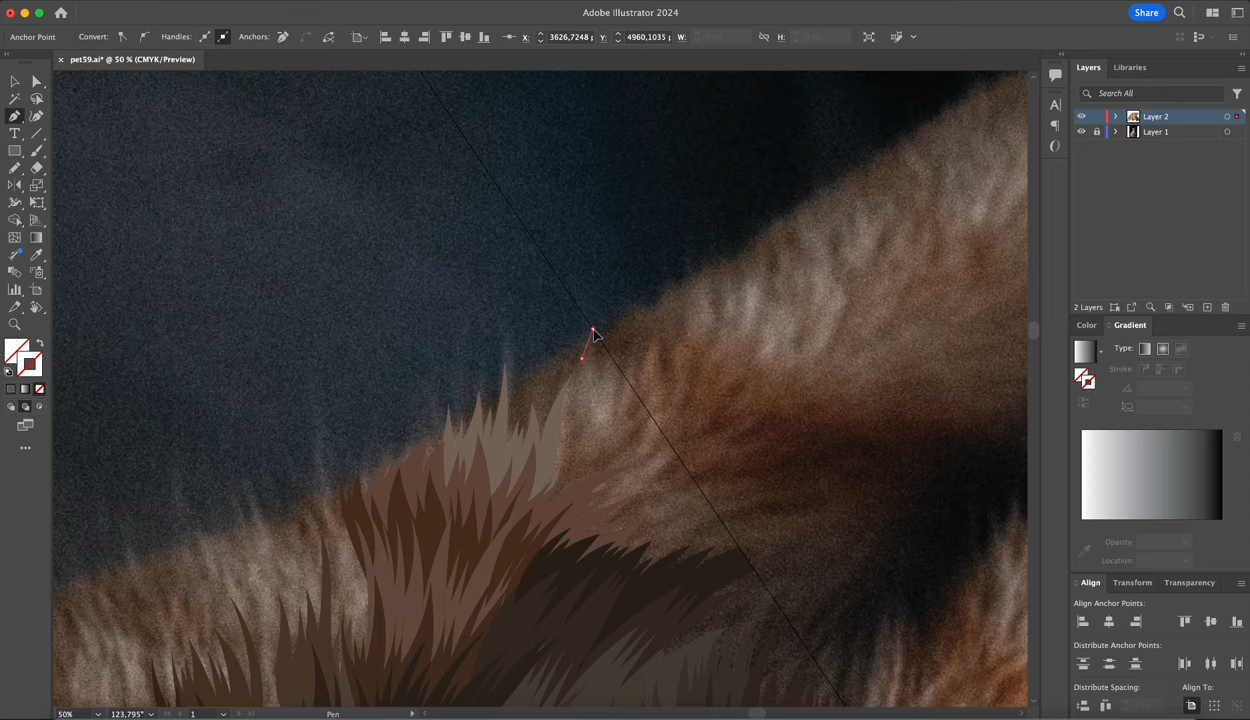 Adobe Illustrator 2024
Share
Anchor Point
Convert:
Handles:
Anchors:
X:
3626,7248
Y:
4960,1035
W:
H:
pet59.ai* @ 50 % (CMYK/Preview)
Layers
Libraries
Search All
Layer 2
Layer 1
2 Layers
Color
Gradient
Type:
Stroke:
Opacity:
Location:
Align
Transform
Transparency
Align Anchor Points:
Distribute Anchor Points:
Distribute Spacing:
Align To:
50%
123,795°
1
Pen